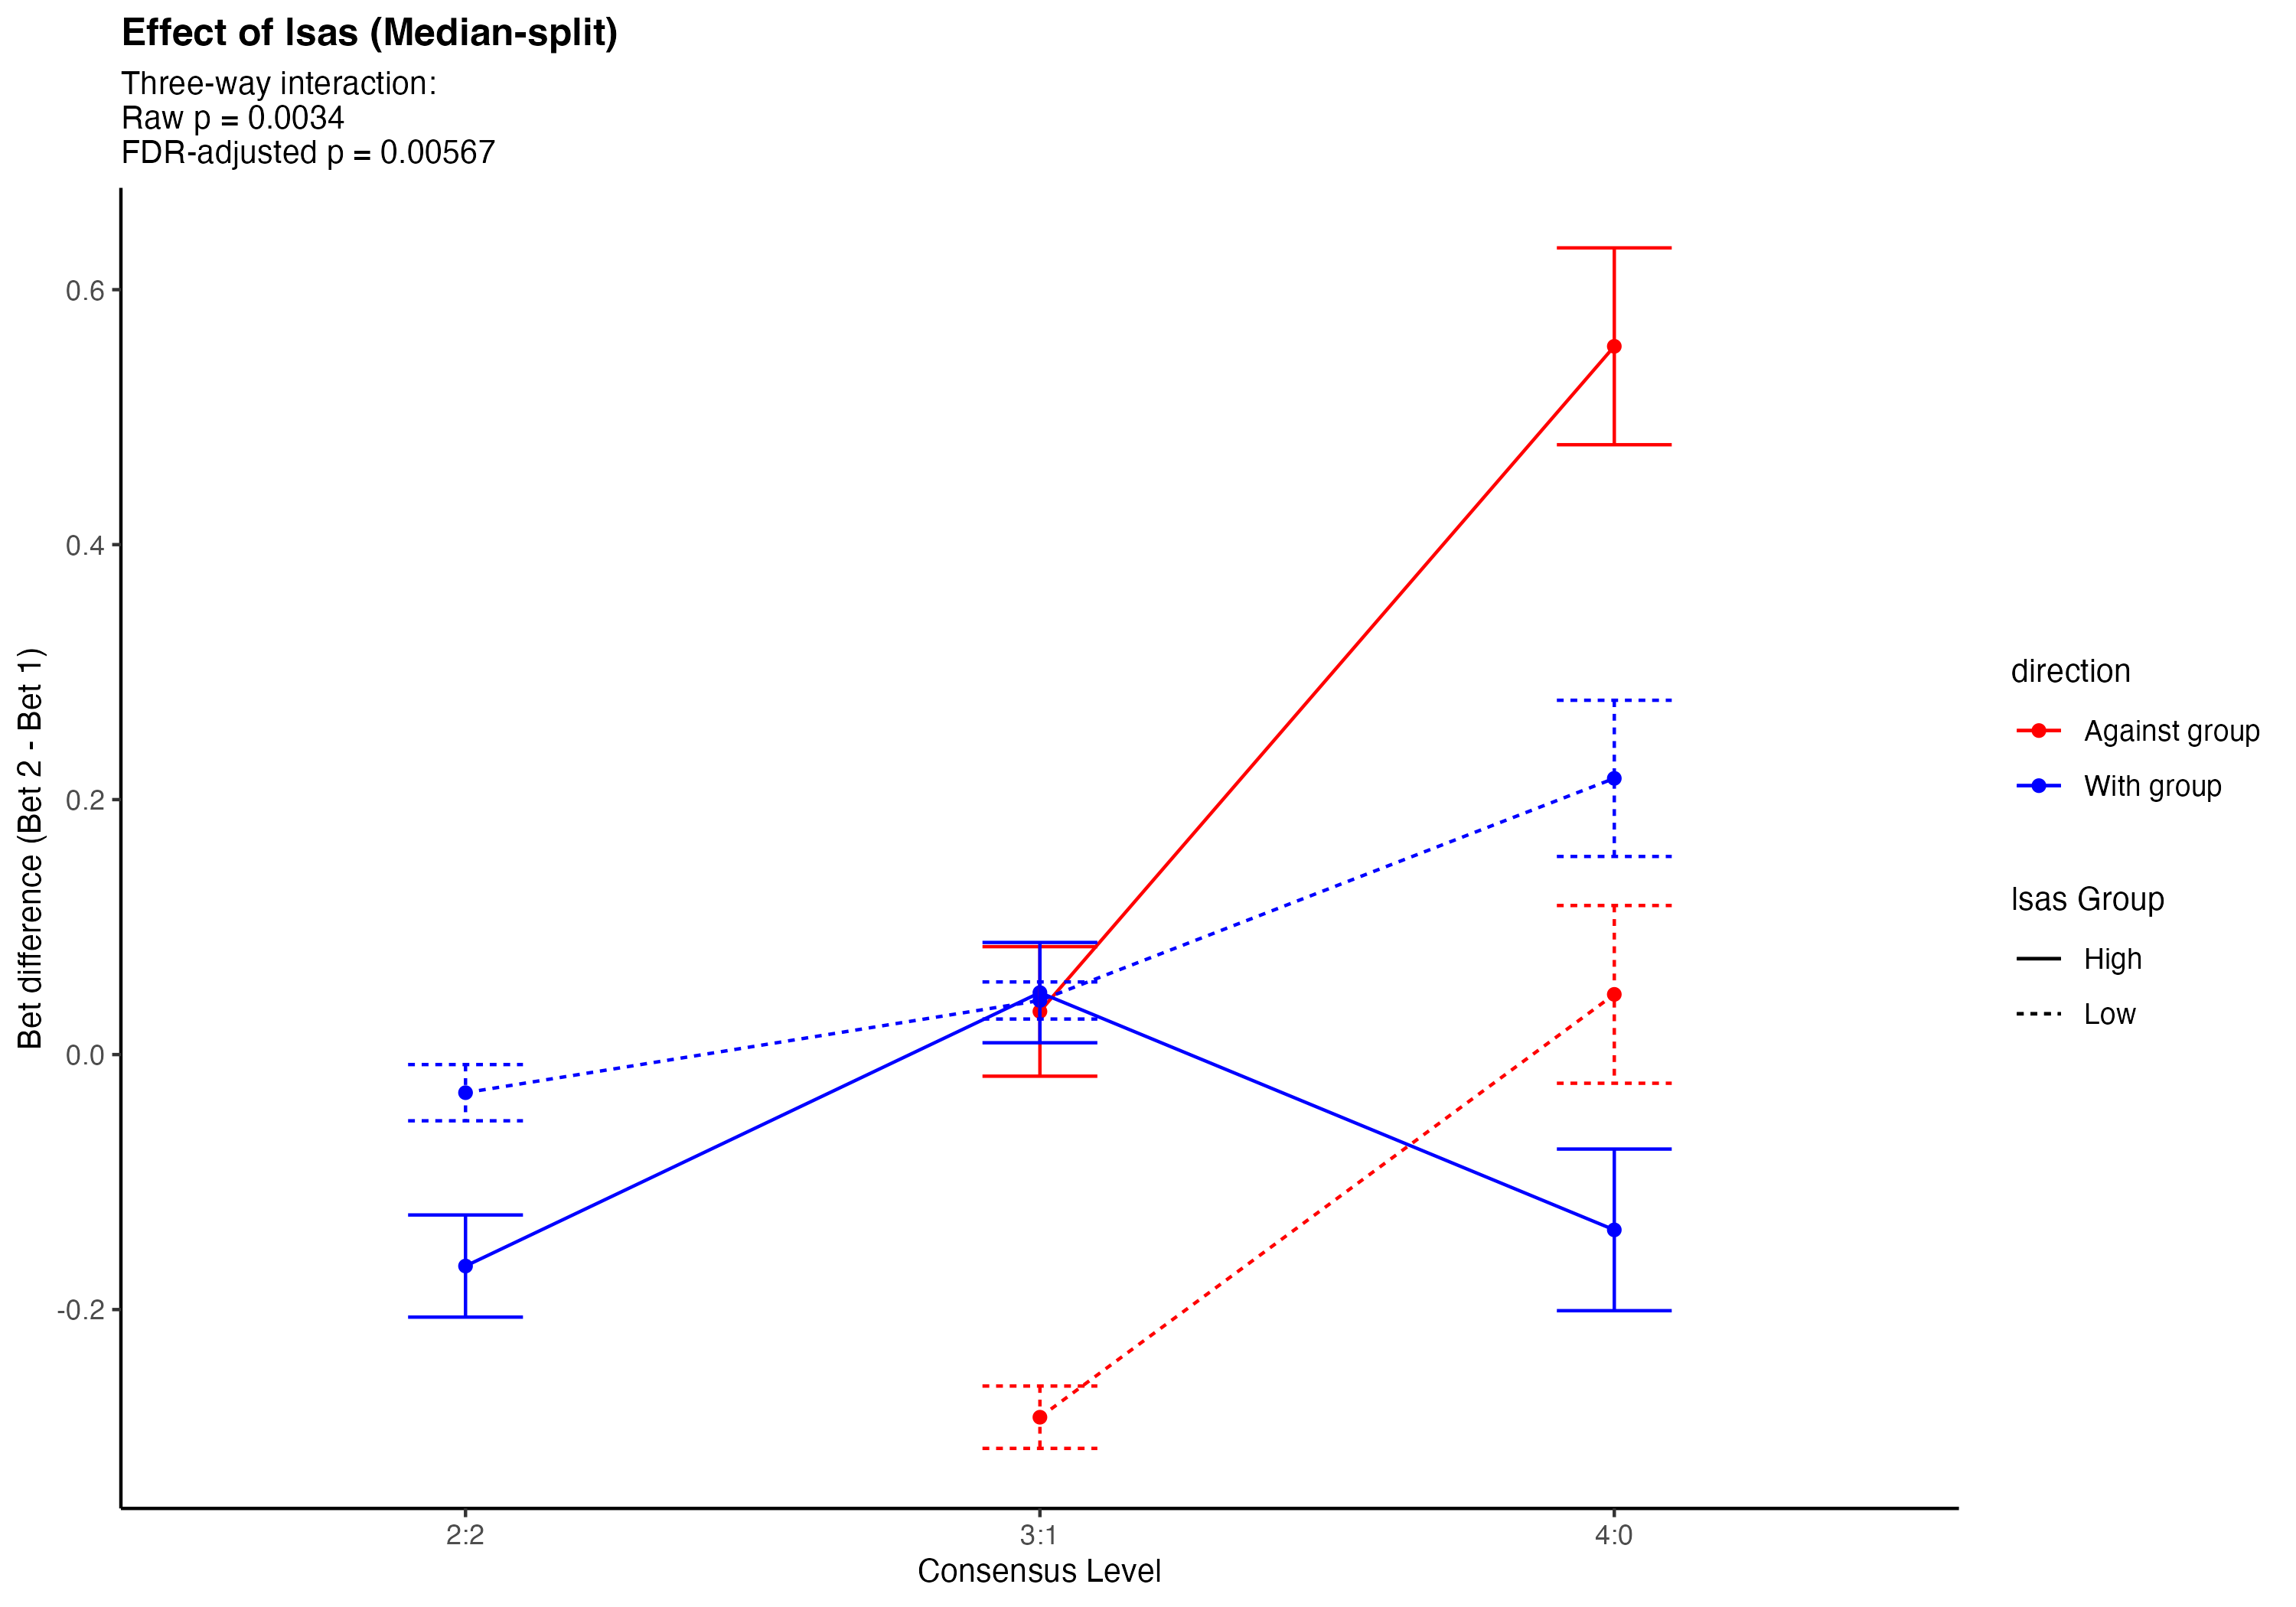 Effect of lsas (Median-split)
Three-way interaction:
Raw p = 0.0034
FDR-adjusted p = 0.00567
Bet difference (Bet 2 - Bet 1)
0.6
0.4
0.2
0.0
-0.2
2:2
3:1
4:0
Consensus Level
direction
Against group
With group
lsas Group
High
Low